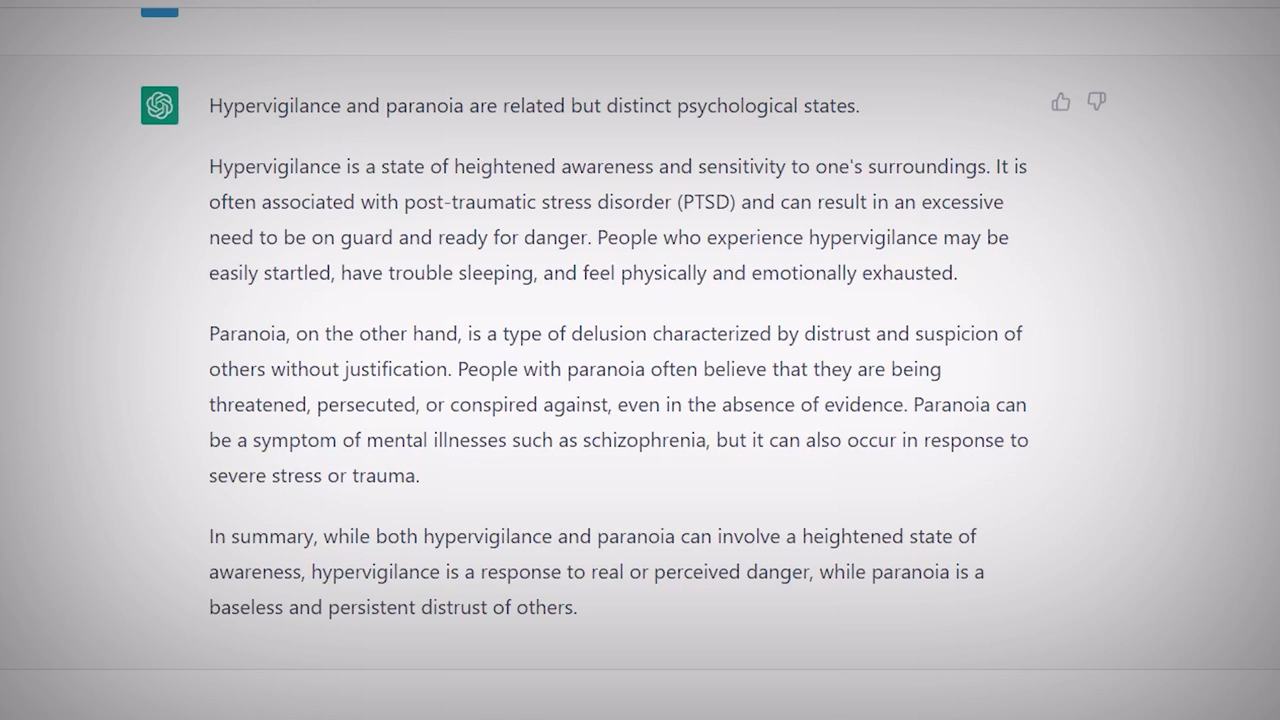 Hypervigilance and paranoia are related but distinct psychological states.
Hypervigilance is a state of heightened awareness and sensitivity to one's surroundings. It is
often associated with post-traumatic stress disorder (PTSD) and can result in an excessive
need to be on guard and ready for danger. People who experience hypervigilance may be
easily startled, have trouble sleeping, and feel physically and emotionally exhausted.
Paranoia, on the other hand, is a type of delusion characterized by distrust and suspicion of
others without justification. People with paranoia often believe that they are being
threatened, persecuted, or conspired against, even in the absence of evidence. Paranoia can
be a symptom of mental illnesses such as schizophrenia, but it can also occur in response to
severe stress or trauma.
In summary, while both hypervigilance and paranoia can involve a heightened state of
awareness, hypervigilance is a response to real or perceived danger, while paranoia is a
baseless and persistent distrust of others.